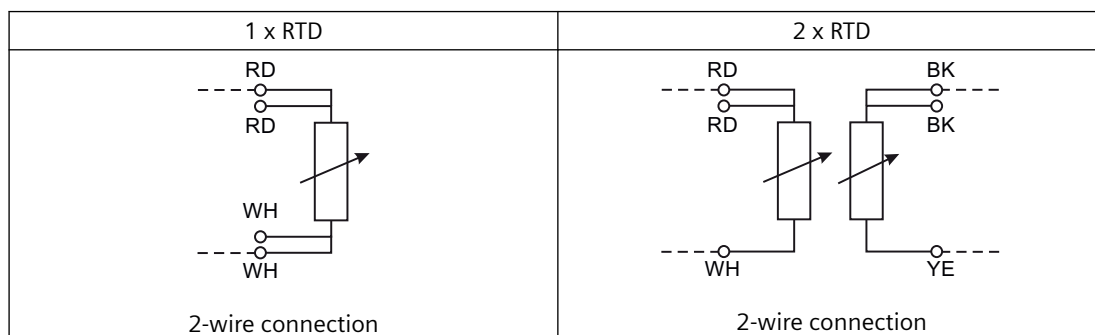 1 x RTD
2 x RTD
RD
RD
WH
WH
2-wire connection
RD
RD
WH
BK
BK
YE
2-wire connection